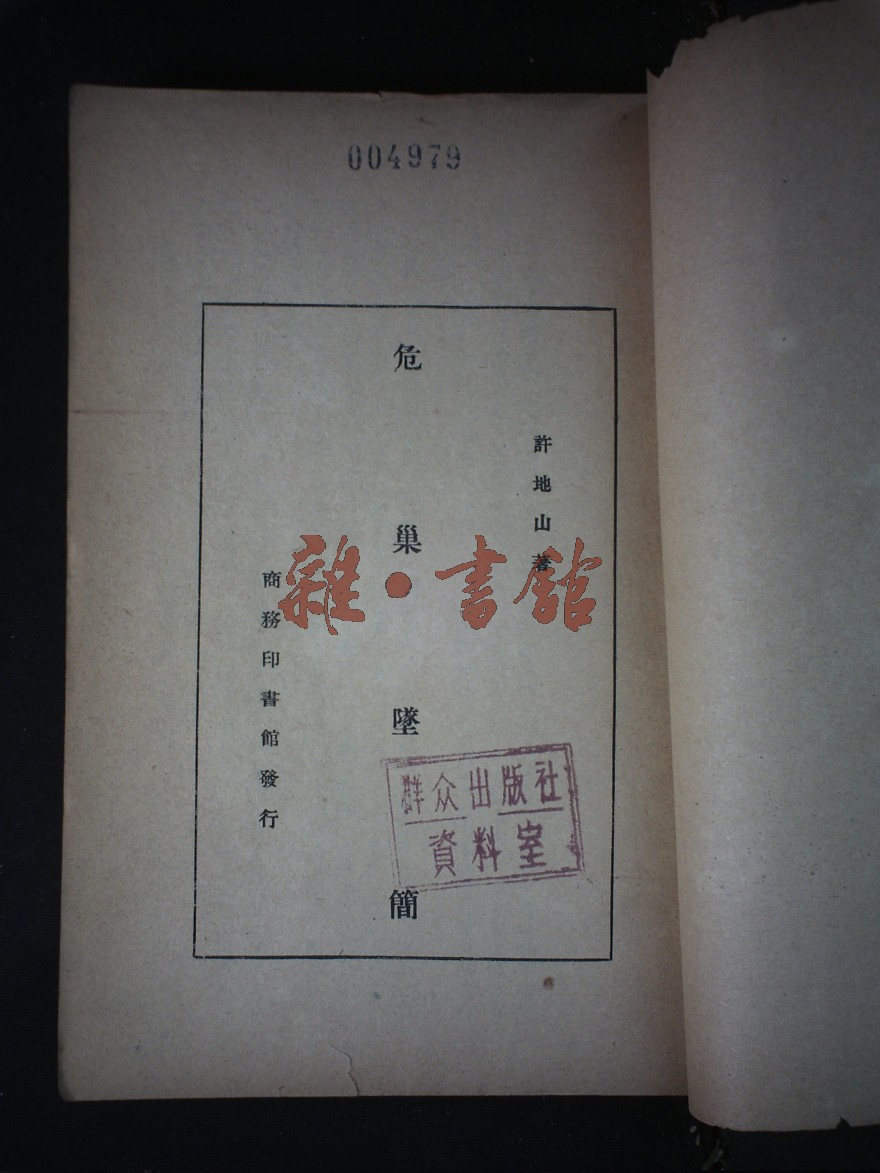 004979
許地山著
危巢墜簡
商務印書館發行
雜·書館
群众出版社
資料室